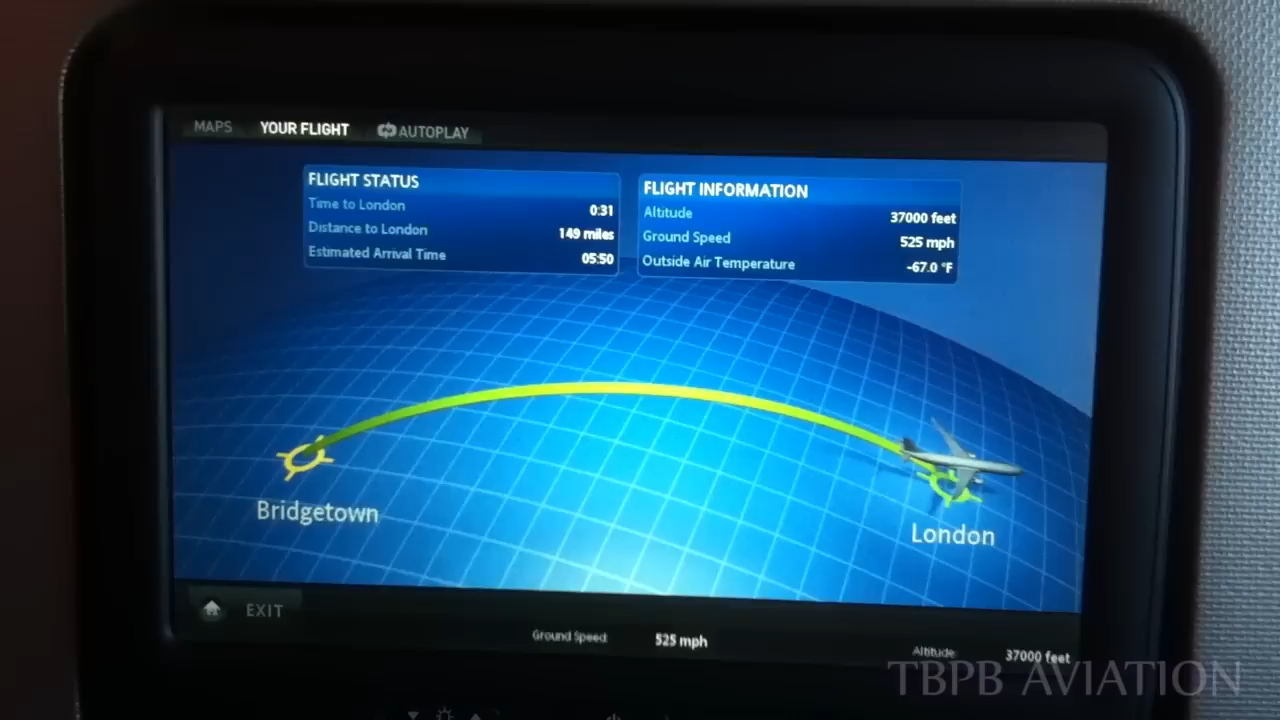 MAPS YOUR FLIGHT AUTOPLAY
FLIGHT STATUS
Time to London 0:31
Distance to London 149 miles
Estimated Arrival Time 05:50
FLIGHT INFORMATION
Altitude 37000 feet
Ground Speed 525 mph
Outside Air Temperature -67.0 °F
Bridgetown
London
EXIT
Ground Speed 525 mph
Altitude 37000 feet
TBPB AVIATION